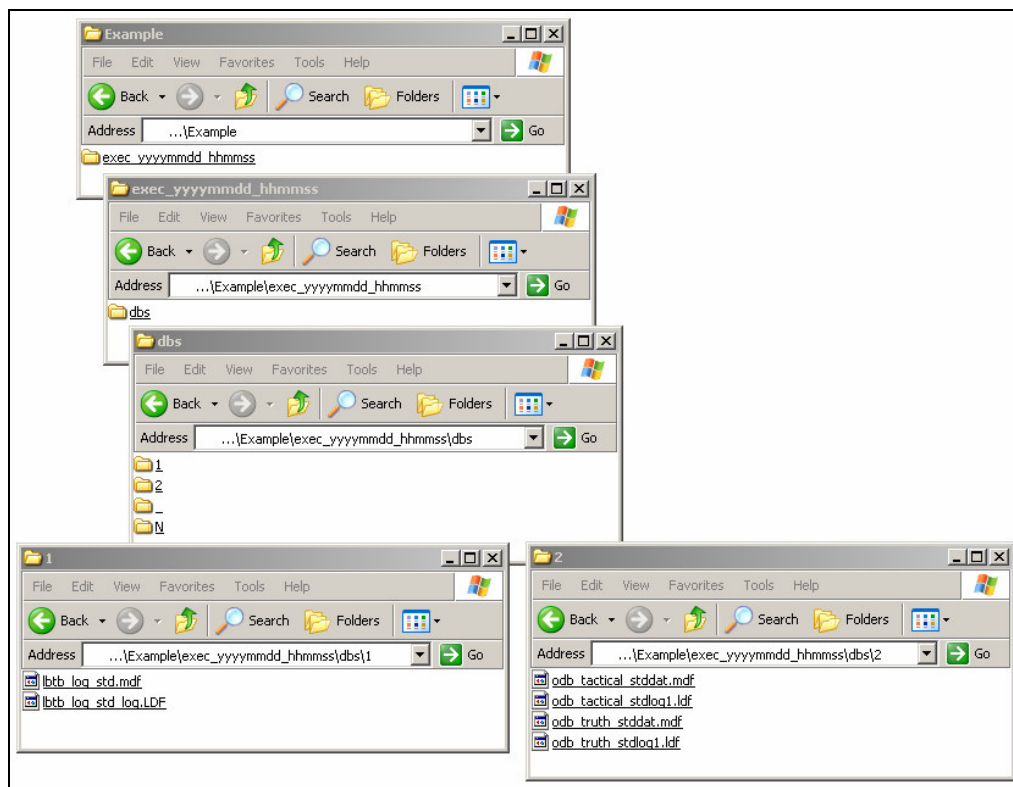 Example
File Edit View Favorites Tools Help
Back Search Folders
Address ...\Example Go
exec_yyyymmdd_hhmmss
exec_yyyymmdd_hhmmss
File Edit View Favorites Tools Help
Back Search Folders
Address ...\Example\exec_yyyymmdd_hhmmss Go
dbs
dbs
File Edit View Favorites Tools Help
Back Search Folders
Address ...\Example\exec_yyyymmdd_hhmmss\dbs Go
1
2
_
N
1
File Edit View Favorites Tools Help
Back Search Folders
Address ...\Example\exec_yyyymmdd_hhmmss\dbs\1 Go
lbtb_log_std.mdf
lbtb_log_std_log.LDF
2
File Edit View Favorites Tools Help
Back Search Folders
Address ...\Example\exec_yyyymmdd_hhmmss\dbs\2 Go
odb_tactical_stddat.mdf
odb_tactical_stdlog1.ldf
odb_truth_stddat.mdf
odb_truth_stdlog1.ldf